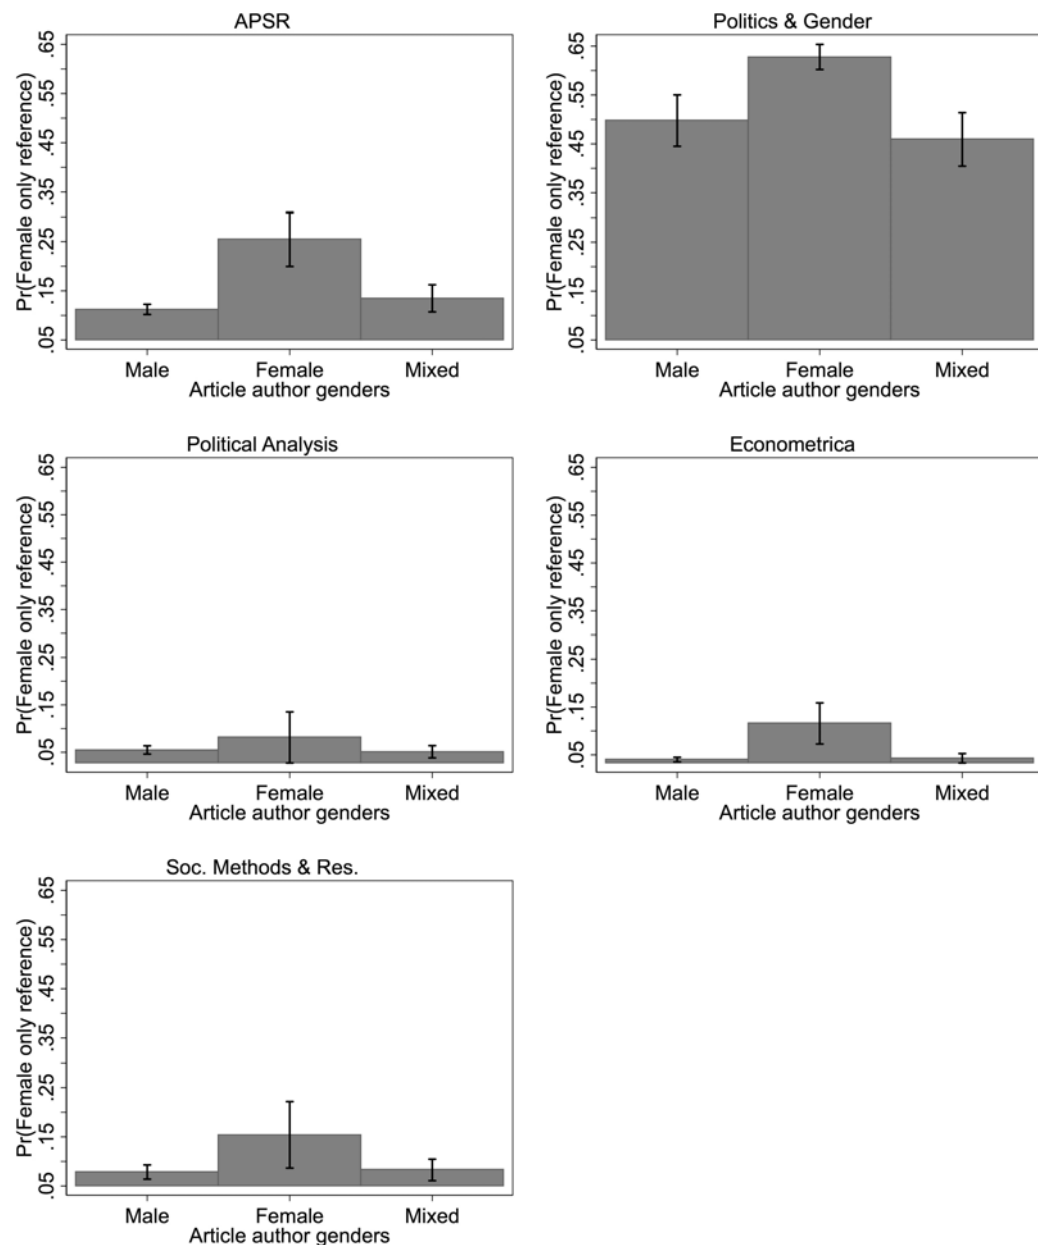 APSR
Pr(Female only reference)
.65
.55
.45
.35
.25
.15
.05
Male Female Mixed
Article author genders
Politics & Gender
Pr(Female only reference)
.65
.55
.45
.35
.25
.15
.05
Male Female Mixed
Article author genders
Political Analysis
Pr(Female only reference)
.65
.55
.45
.35
.25
.15
.05
Male Female Mixed
Article author genders
Econometrica
Pr(Female only reference)
.65
.55
.45
.35
.25
.15
.05
Male Female Mixed
Article author genders
Soc. Methods & Res.
Pr(Female only reference)
.65
.55
.45
.35
.25
.15
.05
Male Female Mixed
Article author genders